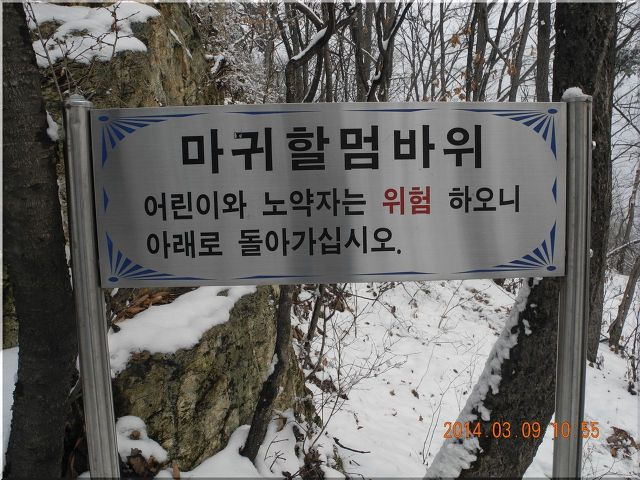 마귀할멈바위
어린이와 노약자는 위험 하오니
아래로 돌아가십시오.
2014.03.09 10:55